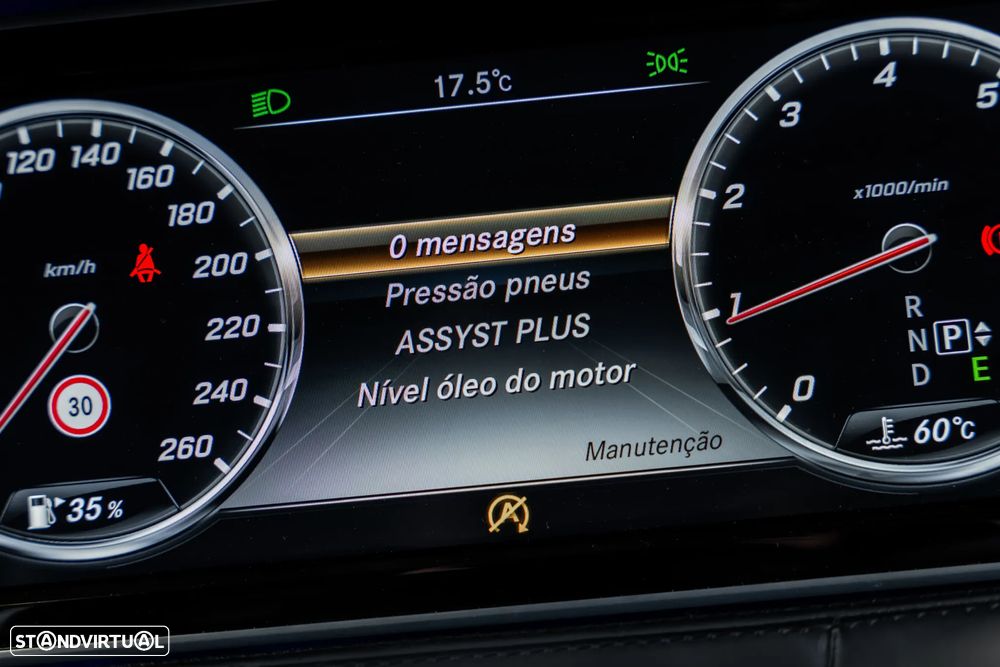 17.5°C
120
140
160
180
200
220
240
260
km/h
30
35 %
0 mensagens
Pressão pneus
ASSYST PLUS
Nível óleo do motor
Manutenção
A
0
1
2
3
4
5
x1000/min
R
N P
D E
60°C
STANDVIRTUAL